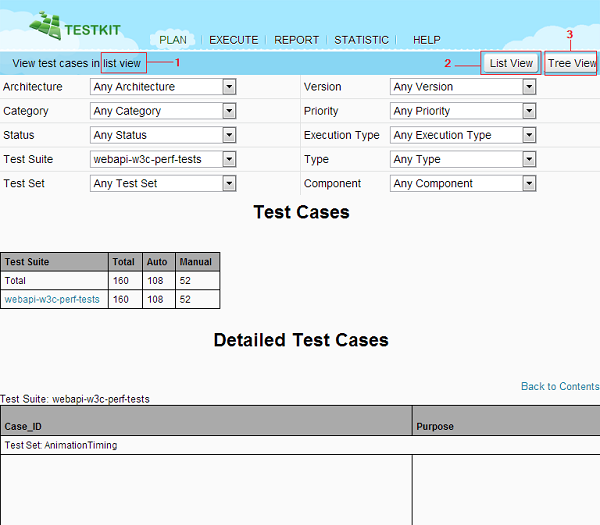 TESTKIT
PLAN EXECUTE REPORT STATISTIC HELP
3
View test cases in list view 1 2 List View Tree View
Architecture Any Architecture Version Any Version
Category Any Category Priority Any Priority
Status Any Status Execution Type Any Execution Type
Test Suite webapi-w3c-perf-tests Type Any Type
Test Set Any Test Set Component Any Component
Test Cases
Test Suite Total Auto Manual
Total 160 108 52
webapi-w3c-perf-tests 160 108 52
Detailed Test Cases
Back to Contents
Test Suite: webapi-w3c-perf-tests
Case_ID Purpose
Test Set: AnimationTiming